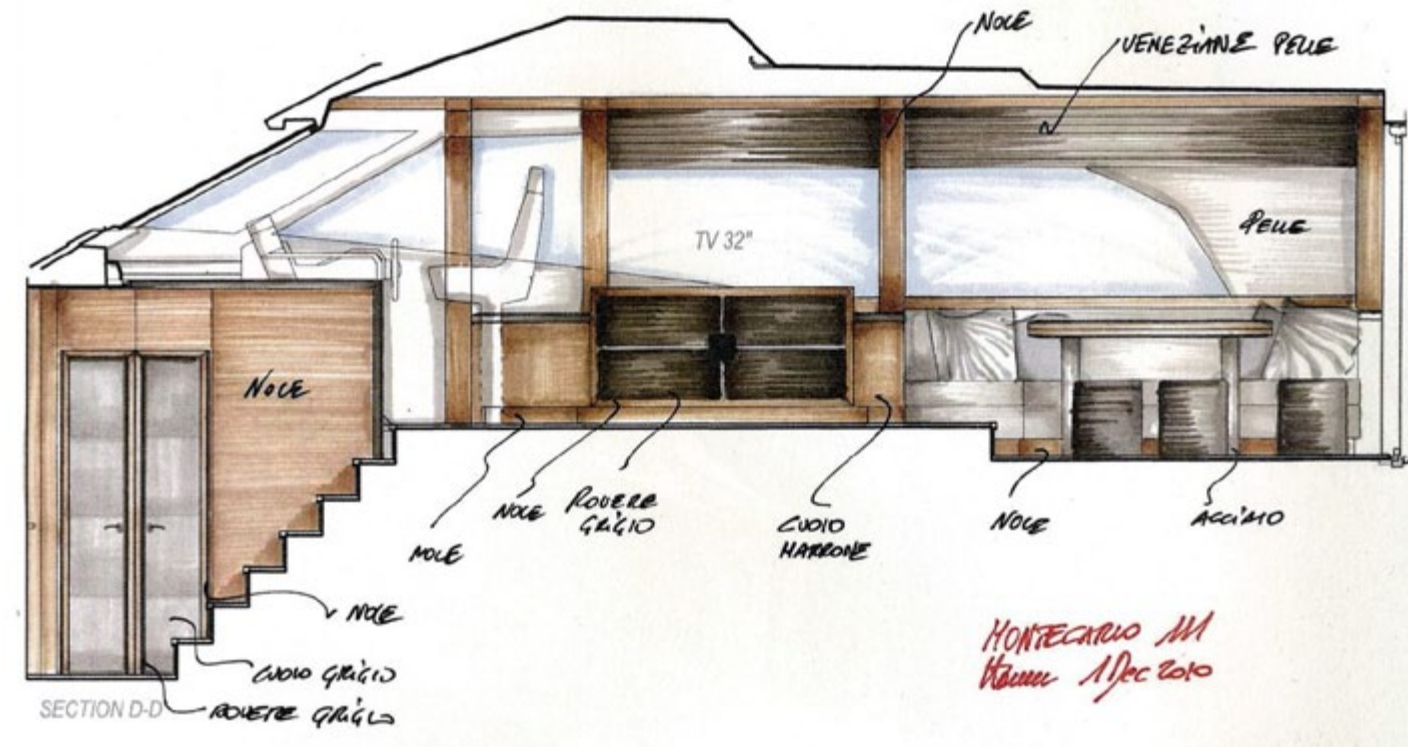 NOCE
VENEZIANE PELLE
PELLE
TV 32"
NOCE
NOCE
NOCE
ROVERE
GRIGIO
CUOIO
MARRONE
NOCE
ACCIAIO
NOCE
CUOIO GRIGIO
ROVERE GRIGIO
SECTION D-D
MONTECARLO
1 Dec 2010